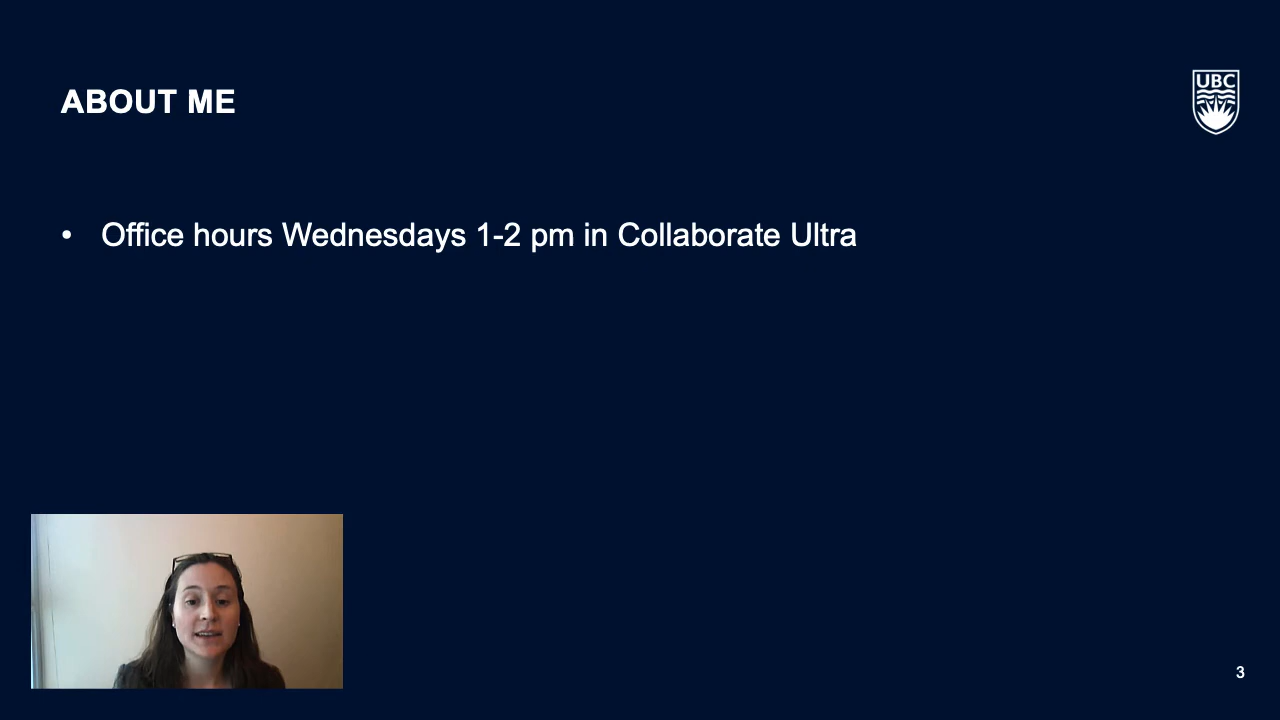 ABOUT ME
UBC
• Office hours Wednesdays 1-2 pm in Collaborate Ultra
3